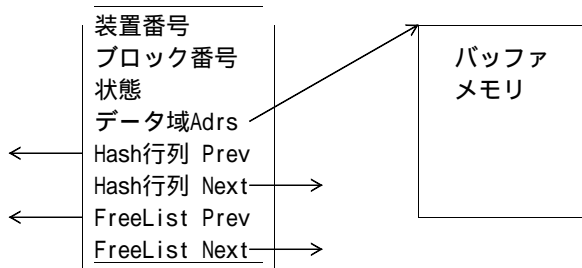 装置番号
ブロック番号
状態
データ域Adrs
Hash行列 Prev
Hash行列 Next
FreeList Prev
FreeList Next
バッファ
メモリ